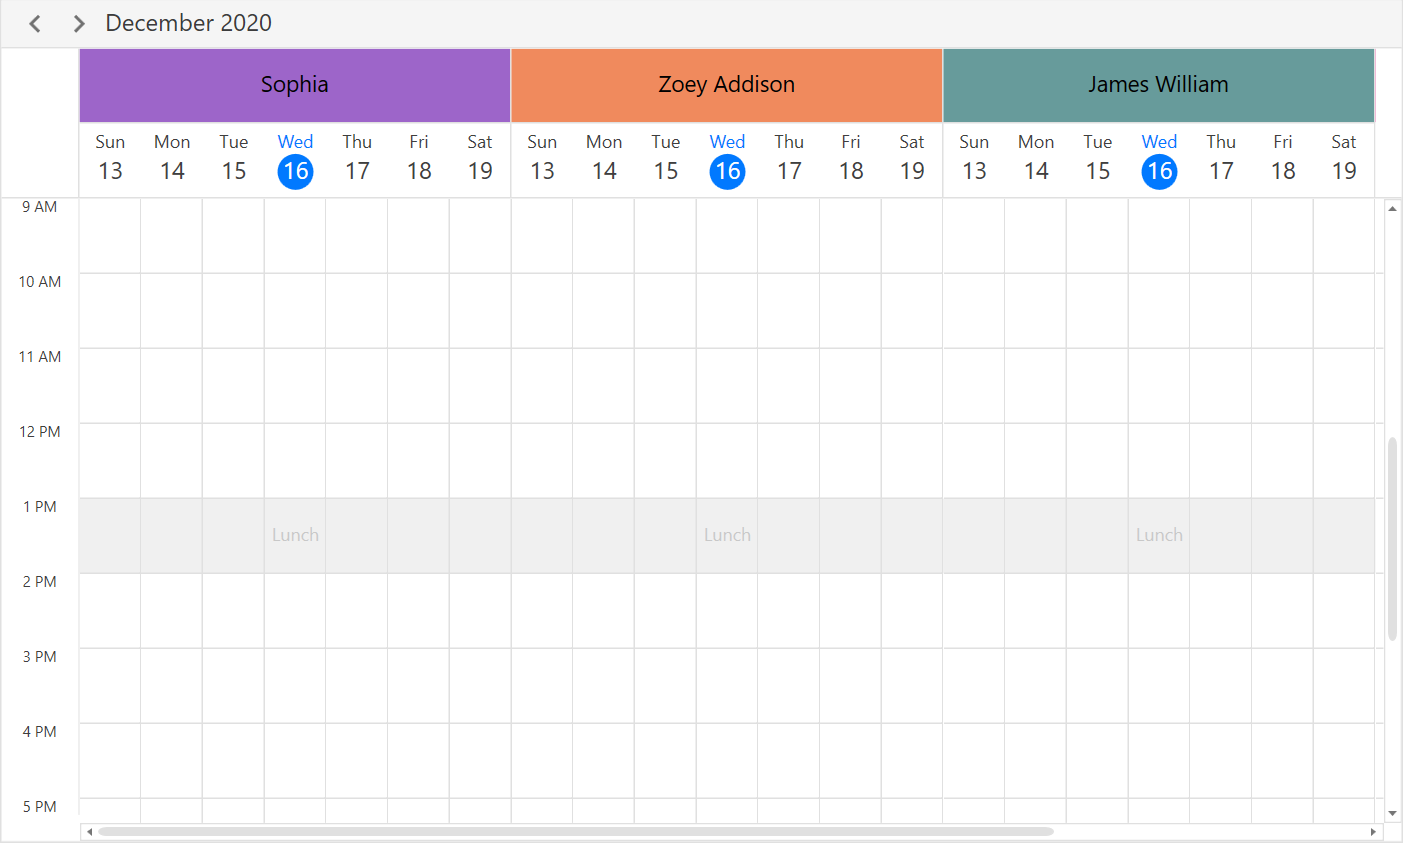 December 2020
Sophia Zoey Addison James William
Sun Mon Tue Wed Thu Fri Sat Sun Mon Tue Wed Thu Fri Sat Sun Mon Tue Wed Thu Fri Sat
13 14 15 16 17 18 19 13 14 15 16 17 18 19 13 14 15 16 17 18 19
9 AM
10 AM
11 AM
12 PM
1 PM
Lunch Lunch Lunch
2 PM
3 PM
4 PM
5 PM